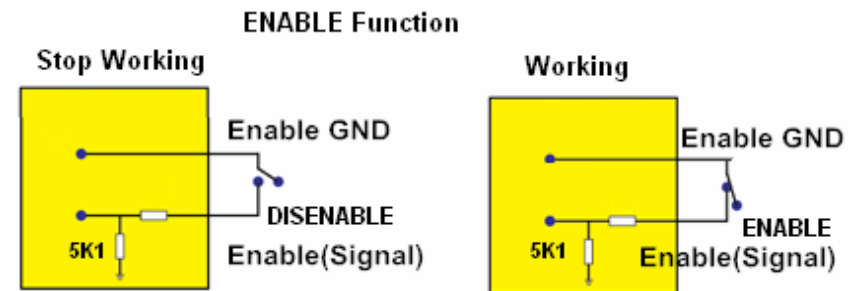 ENABLE Function
Stop Working
Working
Enable GND
DISENABLE
5K1
Enable(Signal)
Enable GND
ENABLE
5K1
Enable(Signal)